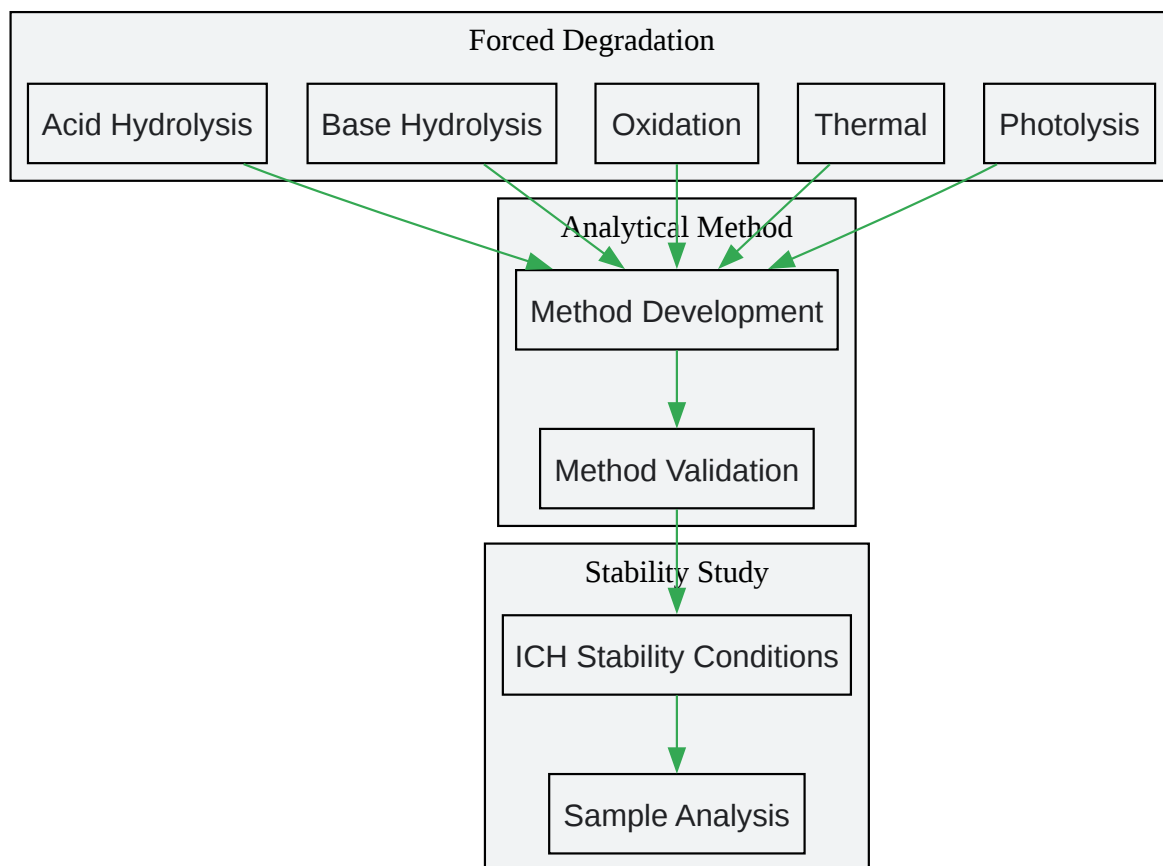 Forced Degradation
Acid Hydrolysis
Base Hydrolysis
Oxidation
Thermal
Photolysis
Analytical Method
Method Development
Method Validation
Stability Study
ICH Stability Conditions
Sample Analysis